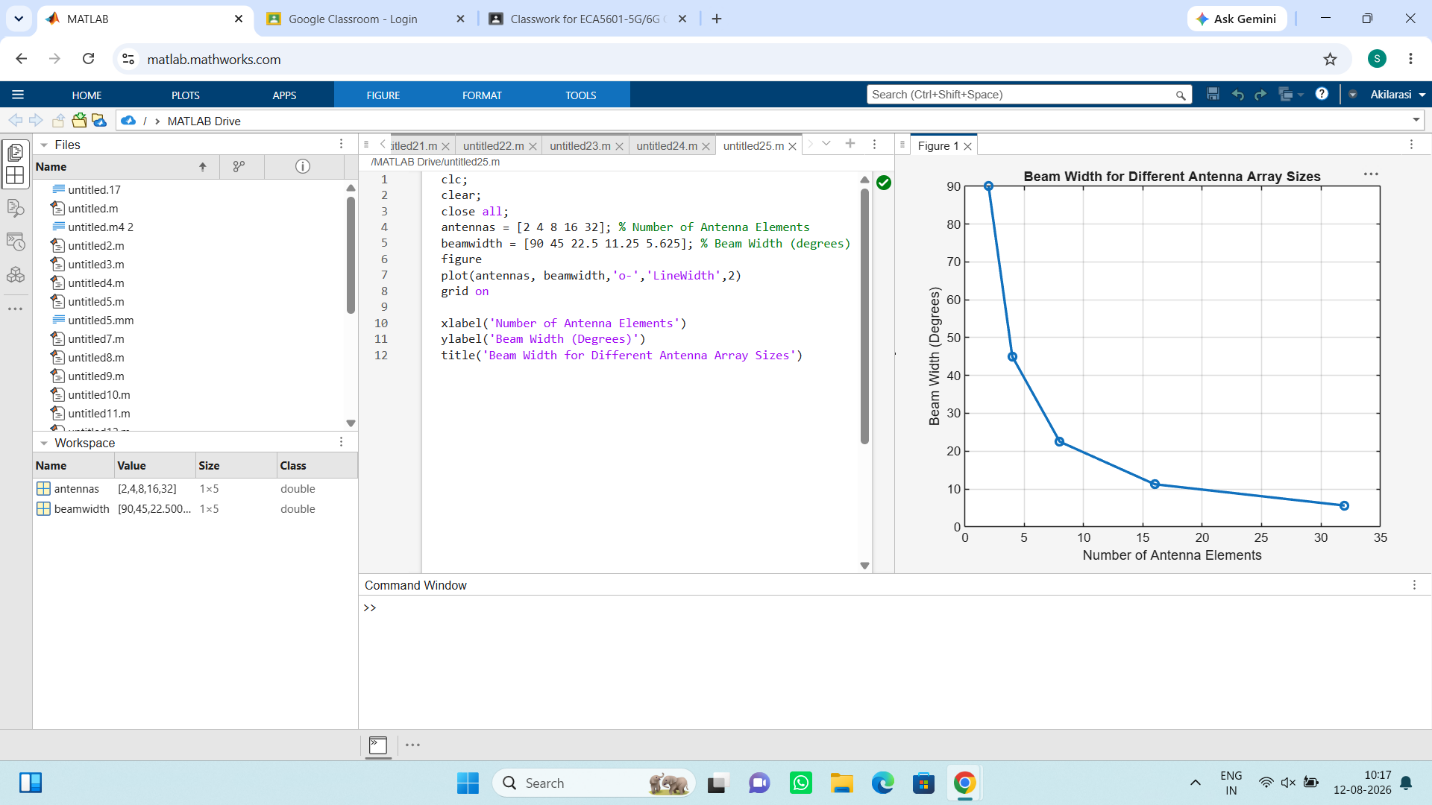 MATLAB
Google Classroom - Login
Classwork for ECA5601-5G/6G
Ask Gemini
matlab.mathworks.com
S
HOME
PLOTS
APPS
FIGURE
FORMAT
TOOLS
Search (Ctrl+Shift+Space)
Akilarasi
/ > MATLAB Drive
Files
Name
untitled.17
untitled.m
untitled.m4 2
untitled2.m
untitled3.m
untitled4.m
untitled5.m
untitled5.mm
untitled7.m
untitled8.m
untitled9.m
untitled10.m
untitled11.m
Workspace
Name Value Size Class
antennas [2,4,8,16,32] 1×5 double
beamwidth [90,45,22.500... 1×5 double
itled21.m
untitled22.m
untitled23.m
untitled24.m
untitled25.m
/MATLAB Drive/untitled25.m
1 clc;
2 clear;
3 close all;
4 antennas = [2 4 8 16 32]; % Number of Antenna Elements
5 beamwidth = [90 45 22.5 11.25 5.625]; % Beam Width (degrees)
6 figure
7 plot(antennas, beamwidth,'o-','LineWidth',2)
8 grid on
9
10 xlabel('Number of Antenna Elements')
11 ylabel('Beam Width (Degrees)')
12 title('Beam Width for Different Antenna Array Sizes')
Figure 1
Beam Width for Different Antenna Array Sizes
Beam Width (Degrees)
90
80
70
60
50
40
30
20
10
0
0 5 10 15 20 25 30 35
Number of Antenna Elements
Command Window
>>
Search
ENG
IN
10:17
12-08-2026